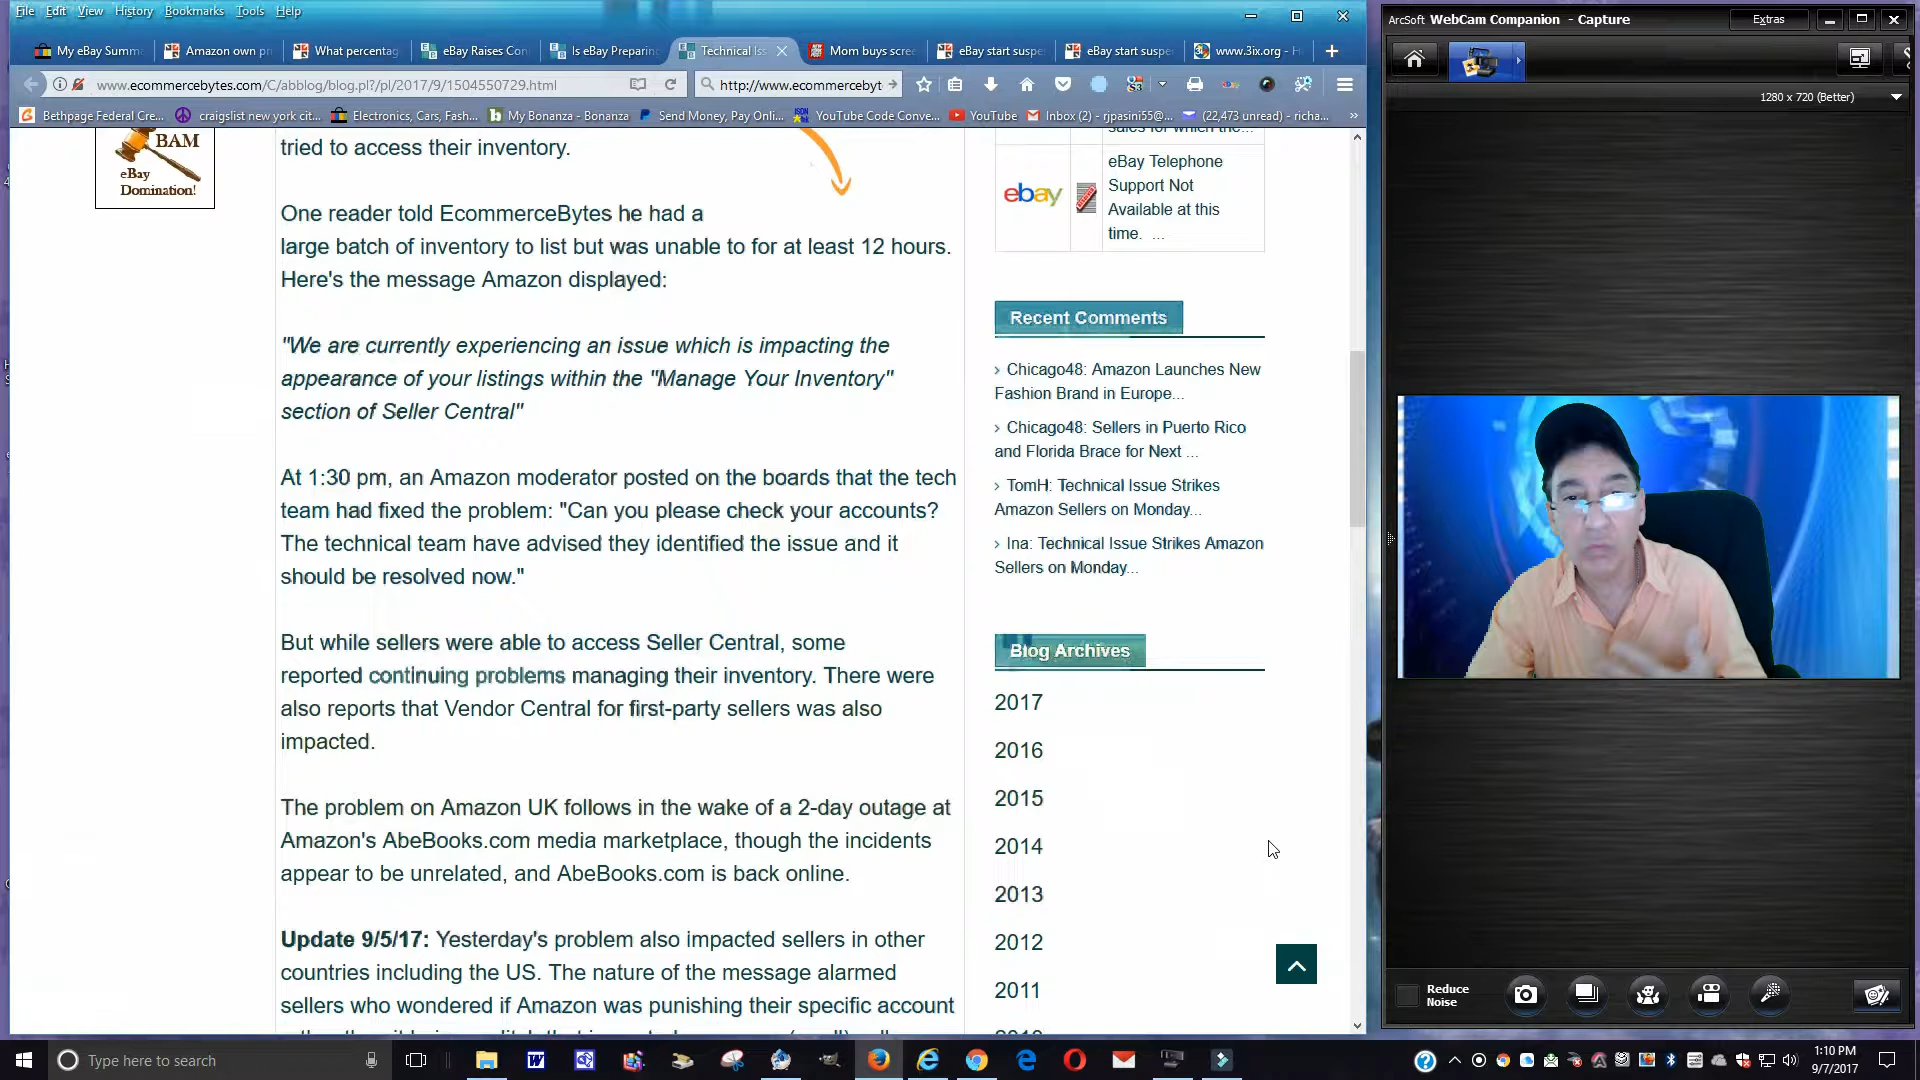 File Edit View History Bookmarks Tools Help
My eBay Summ
Amazon own pr
What percentag
eBay Raises Con
Is eBay Preparin
Technical Iss
Mom buys scree
eBay start suspe
eBay start suspe
www.3ix.org - H
www.ecommercebytes.com/C/abblog/blog.pl?/pl/2017/9/1504550729.html
http://www.ecommercebyt
Bethpage Federal Cre...
craigslist new york cit...
Electronics, Cars, Fash...
My Bonanza - Bonanza
Send Money, Pay Onli...
YouTube Code Conve...
YouTube
Inbox (2) - rjpasini55@...
(22,473 unread) - richa...
BAM
eBay
Domination!
tried to access their inventory.
One reader told EcommerceBytes he had a
large batch of inventory to list but was unable to for at least 12 hours.
Here's the message Amazon displayed:
"We are currently experiencing an issue which is impacting the
appearance of your listings within the "Manage Your Inventory"
section of Seller Central"
At 1:30 pm, an Amazon moderator posted on the boards that the tech
team had fixed the problem: "Can you please check your accounts?
The technical team have advised they identified the issue and it
should be resolved now."
But while sellers were able to access Seller Central, some
reported continuing problems managing their inventory. There were
also reports that Vendor Central for first-party sellers was also
impacted.
The problem on Amazon UK follows in the wake of a 2-day outage at
Amazon's AbeBooks.com media marketplace, though the incidents
appear to be unrelated, and AbeBooks.com is back online.
Update 9/5/17: Yesterday's problem also impacted sellers in other
countries including the US. The nature of the message alarmed
sellers who wondered if Amazon was punishing their specific account
sales for which the...
ebay
eBay Telephone
Support Not
Available at this
time. ...
Recent Comments
› Chicago48: Amazon Launches New
Fashion Brand in Europe...
› Chicago48: Sellers in Puerto Rico
and Florida Brace for Next ...
› TomH: Technical Issue Strikes
Amazon Sellers on Monday...
› Ina: Technical Issue Strikes Amazon
Sellers on Monday...
Blog Archives
2017
2016
2015
2014
2013
2012
2011
ArcSoft WebCam Companion - Capture
Extras
1280 x 720 (Better)
Reduce
Noise
Type here to search
1:10 PM
9/7/2017